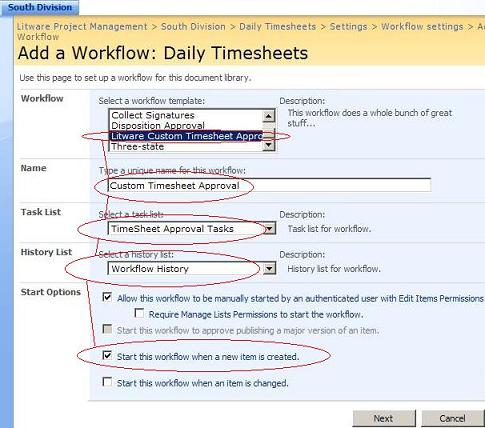 South Division
Litware Project Management > South Division > Daily Timesheets > Settings > Workflow settings >
Workflow
Add a Workflow: Daily Timesheets
Use this page to set up a workflow for this document library.
Workflow
Select a workflow template:
Description:
Collect Signatures
Disposition Approval
Litware Custom Timesheet Appro
Three-state
This workflow does a whole bunch of great
stuff...
Name
Type a unique name for this workflow:
Custom Timesheet Approval
Task List
Select a task list:
Description:
TimeSheet Approval Tasks
Task list for workflow.
History List
Select a history list:
Description:
Workflow History
History list for workflow.
Start Options
Allow this workflow to be manually started by an authenticated user with Edit Items Permissions
Require Manage Lists Permissions to start the workflow.
Start this workflow to approve publishing a major version of an item.
Start this workflow when a new item is created.
Start this workflow when an item is changed.
Next Cancel